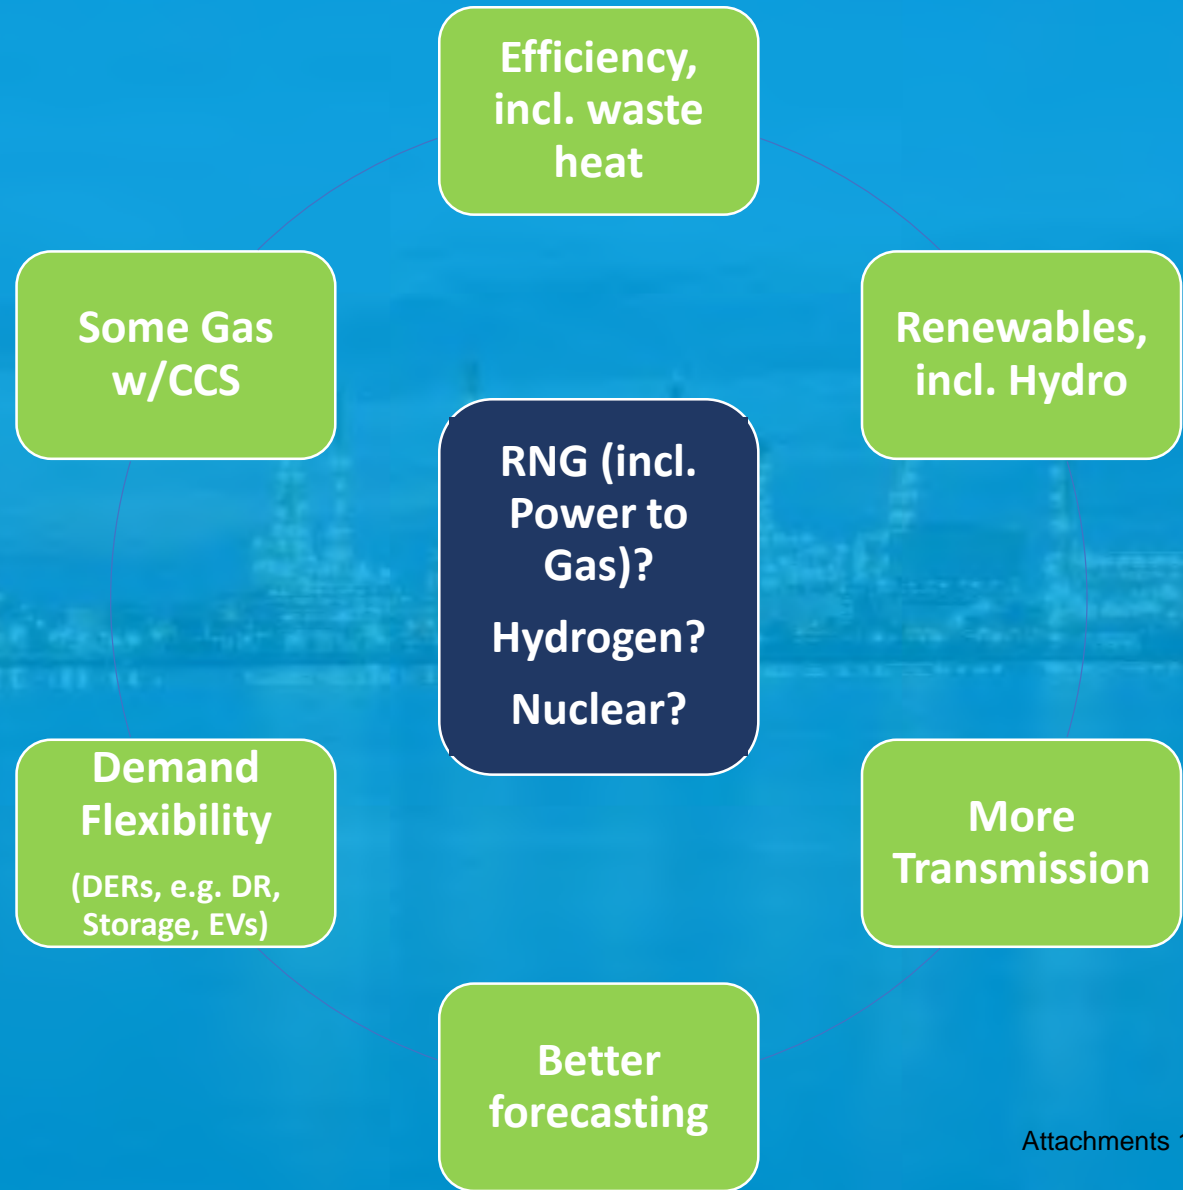 Efficiency,
incl. waste
heat
Renewables,
incl. Hydro
More
Transmission
Better
forecasting
Demand
Flexibility
(DERs, e.g. DR,
Storage, EVs)
Some Gas
w/CCS
RNG (incl.
Power to
Gas)?
Hydrogen?
Nuclear?
Attachments